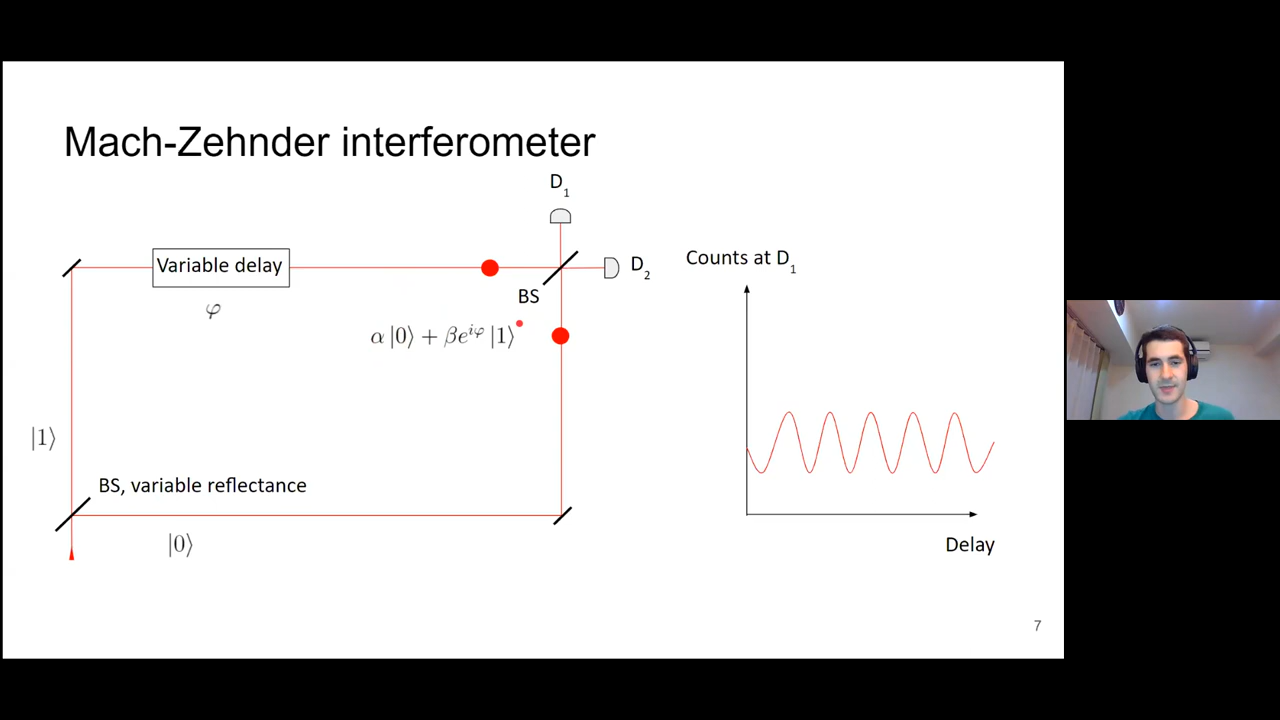 Mach-Zehnder interferometer
D₁
Variable delay
D₂
Counts at D₁
BS
φ
α|0⟩ + βe^{iφ}|1⟩
|1⟩
BS, variable reflectance
|0⟩
Delay
7